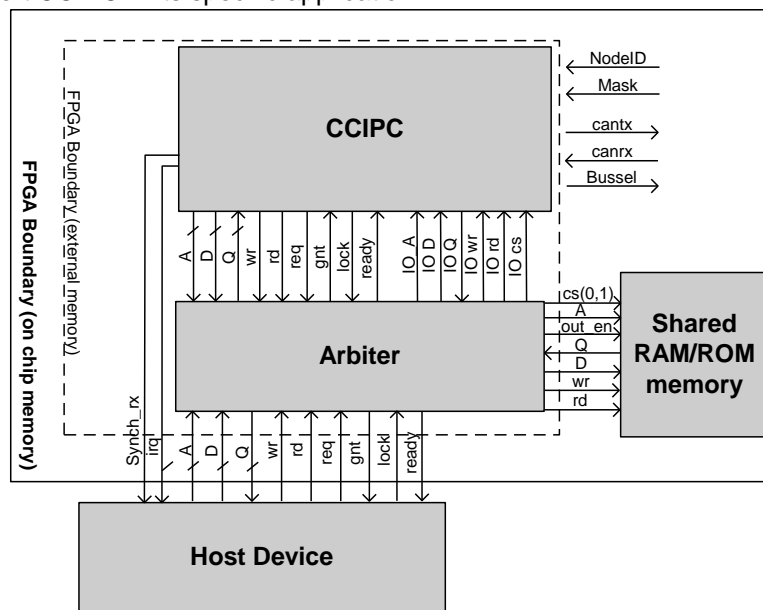 NodeID
Mask
CCIPC
cantx
canrx
Bussel
FPGA Boundary (external memory)
FPGA Boundary (on chip memory)
A
D
Q
wr
rd
req
gnt
lock
ready
IO A
IO D
IO Q
IO wr
IO rd
IO cs
cs(0,1)
A
out_en
Q
D
wr
rd
Shared
RAM/ROM
memory
Arbiter
Synch_rx
irq
A
D
Q
wr
rd
req
gnt
lock
ready
Host Device